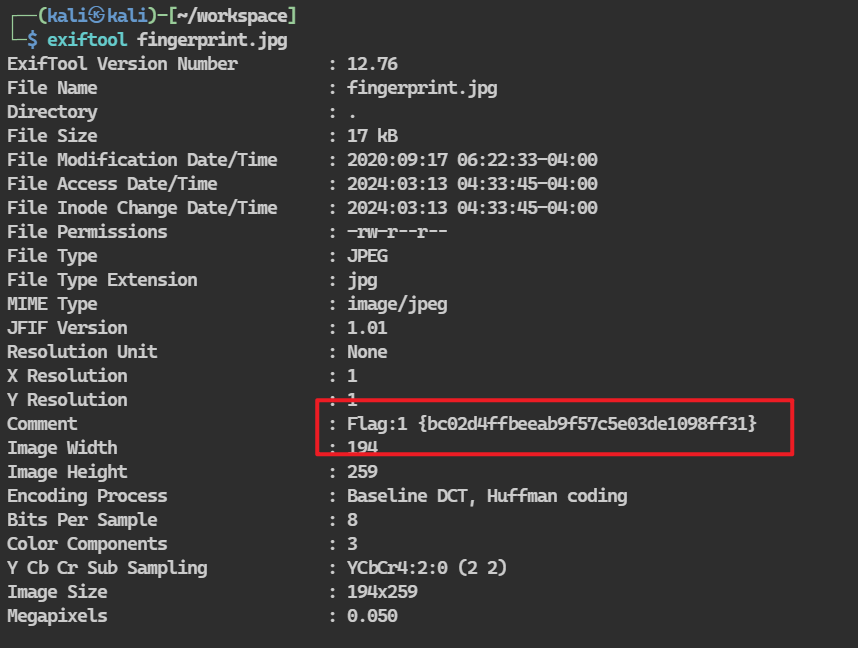 ┌──(kali㉿kali)-[~/workspace]
└─$ exiftool fingerprint.jpg
ExifTool Version Number         : 12.76
File Name                       : fingerprint.jpg
Directory                       : .
File Size                       : 17 kB
File Modification Date/Time     : 2020:09:17 06:22:33-04:00
File Access Date/Time           : 2024:03:13 04:33:45-04:00
File Inode Change Date/Time     : 2024:03:13 04:33:45-04:00
File Permissions                : -rw-r--r--
File Type                       : JPEG
File Type Extension             : jpg
MIME Type                       : image/jpeg
JFIF Version                    : 1.01
Resolution Unit                 : None
X Resolution                    : 1
Y Resolution                    : 1
Comment                         : Flag:1 {bc02d4ffbeeab9f57c5e03de1098ff31}
Image Width                     : 194
Image Height                    : 259
Encoding Process                : Baseline DCT, Huffman coding
Bits Per Sample                 : 8
Color Components                : 3
Y Cb Cr Sub Sampling            : YCbCr4:2:0 (2 2)
Image Size                      : 194x259
Megapixels                      : 0.050